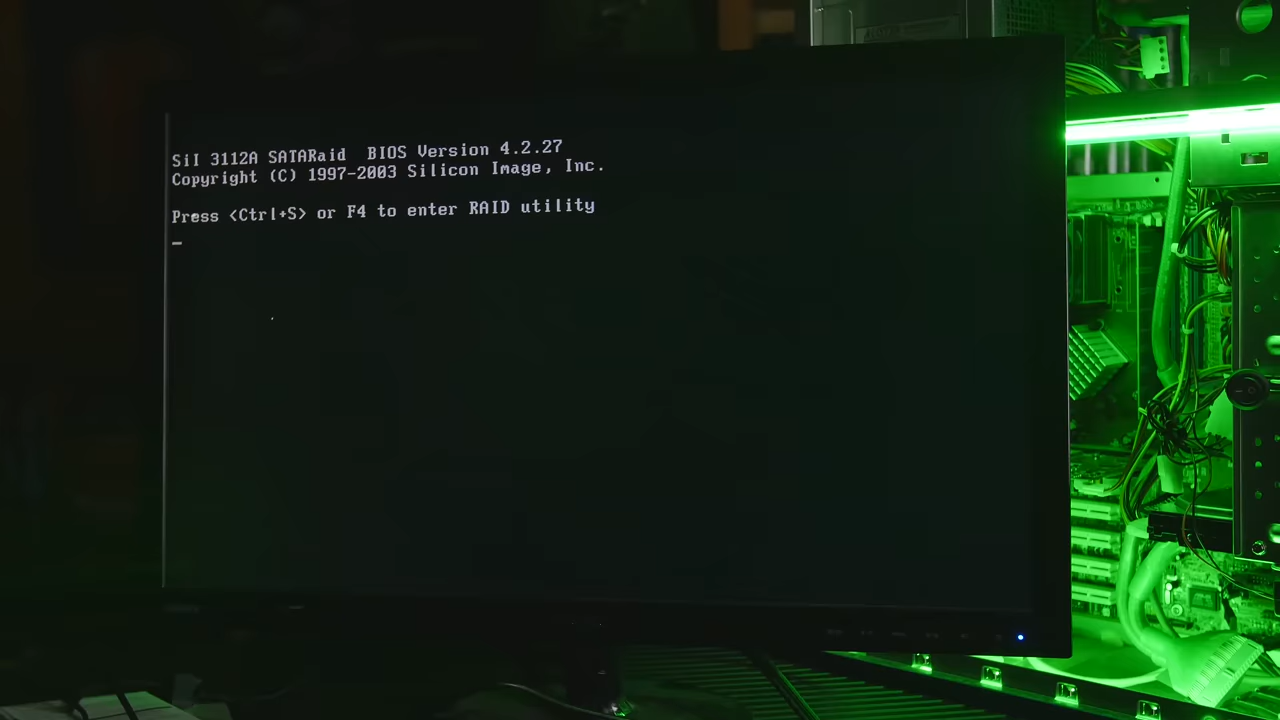 SiI 3112A SATARaid  BIOS Version 4.2.27
Copyright (C) 1997-2003 Silicon Image, Inc.
Press <Ctrl+S> or F4 to enter RAID utility